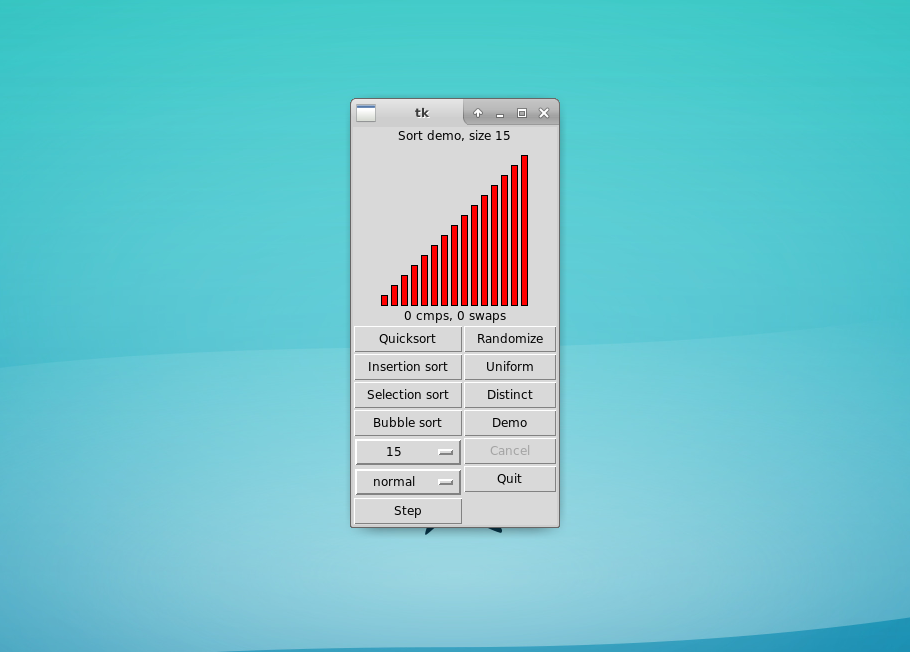 tk
Sort demo, size 15
0 cmps, 0 swaps
Quicksort
Randomize
Insertion sort
Uniform
Selection sort
Distinct
Bubble sort
Demo
15
Cancel
normal
Quit
Step